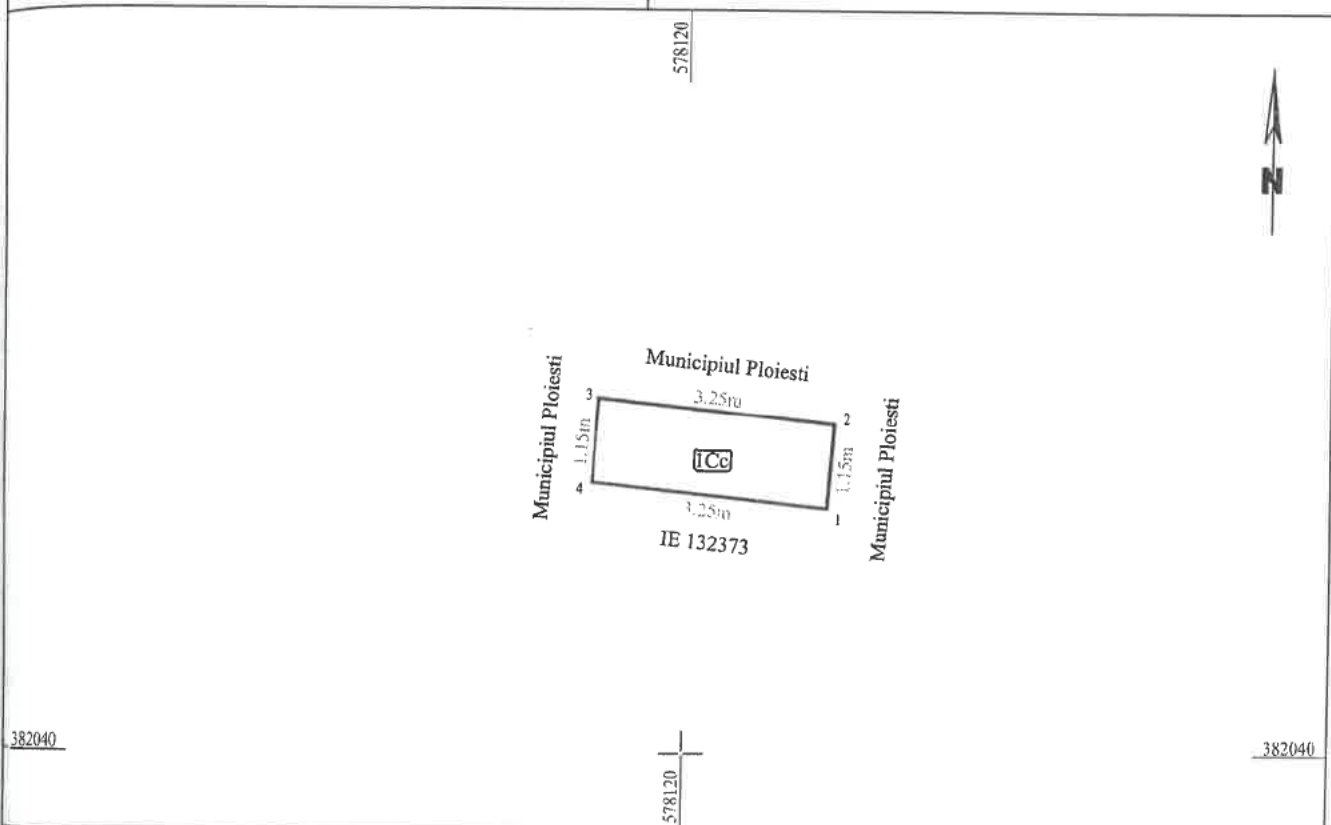 578120
N
Municipiul Ploiesti
3.25m
3
2
Municipiul Ploiesti
1.15m
1Cc
1.15m
Municipiul Ploiesti
4
3.25m
1
IE 132373
382040
382040
578120